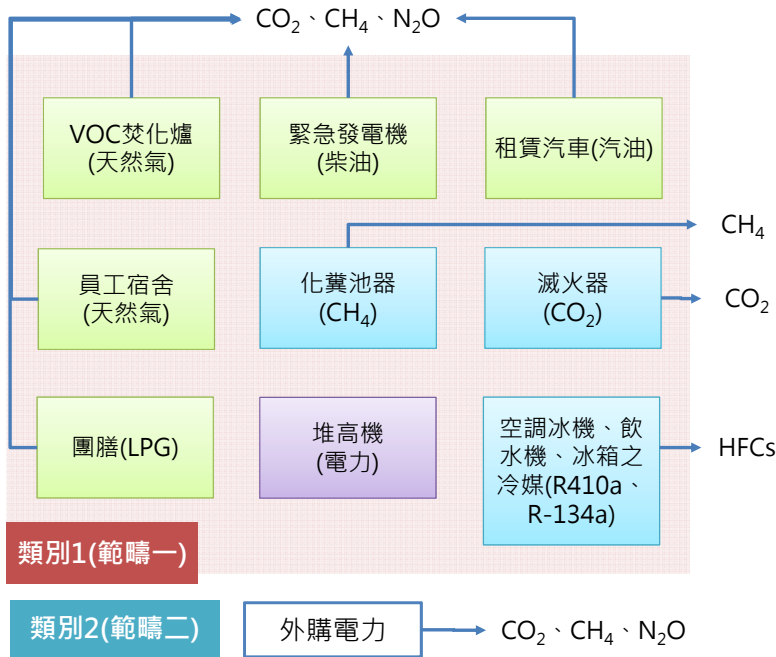 CO₂、CH₄、N₂O
VOC焚化爐
(天然氣)
緊急發電機
(柴油)
租賃汽車(汽油)
CH₄
員工宿舍
(天然氣)
化糞池器
(CH₄)
滅火器
(CO₂)
CO₂
團膳(LPG)
堆高機
(電力)
空調冰機、飲
水機、冰箱之
冷媒(R410a、
R-134a)
HFCs
類別1(範疇一)
類別2(範疇二)
外購電力
CO₂、CH₄、N₂O